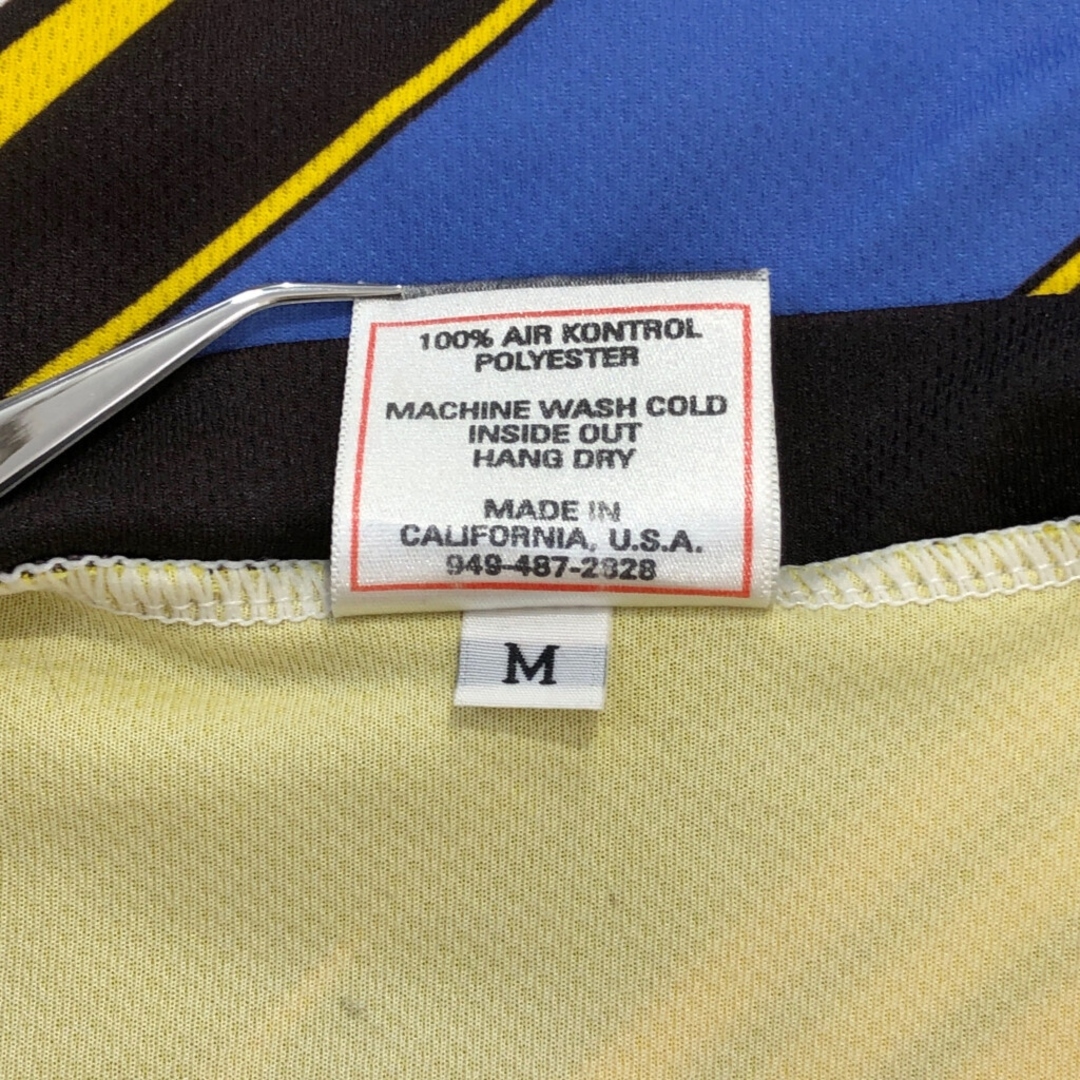 100% AIR KONTROL
POLYESTER
MACHINE WASH COLD
INSIDE OUT
HANG DRY
MADE IN
CALIFORNIA, U.S.A.
949-487-2828
M